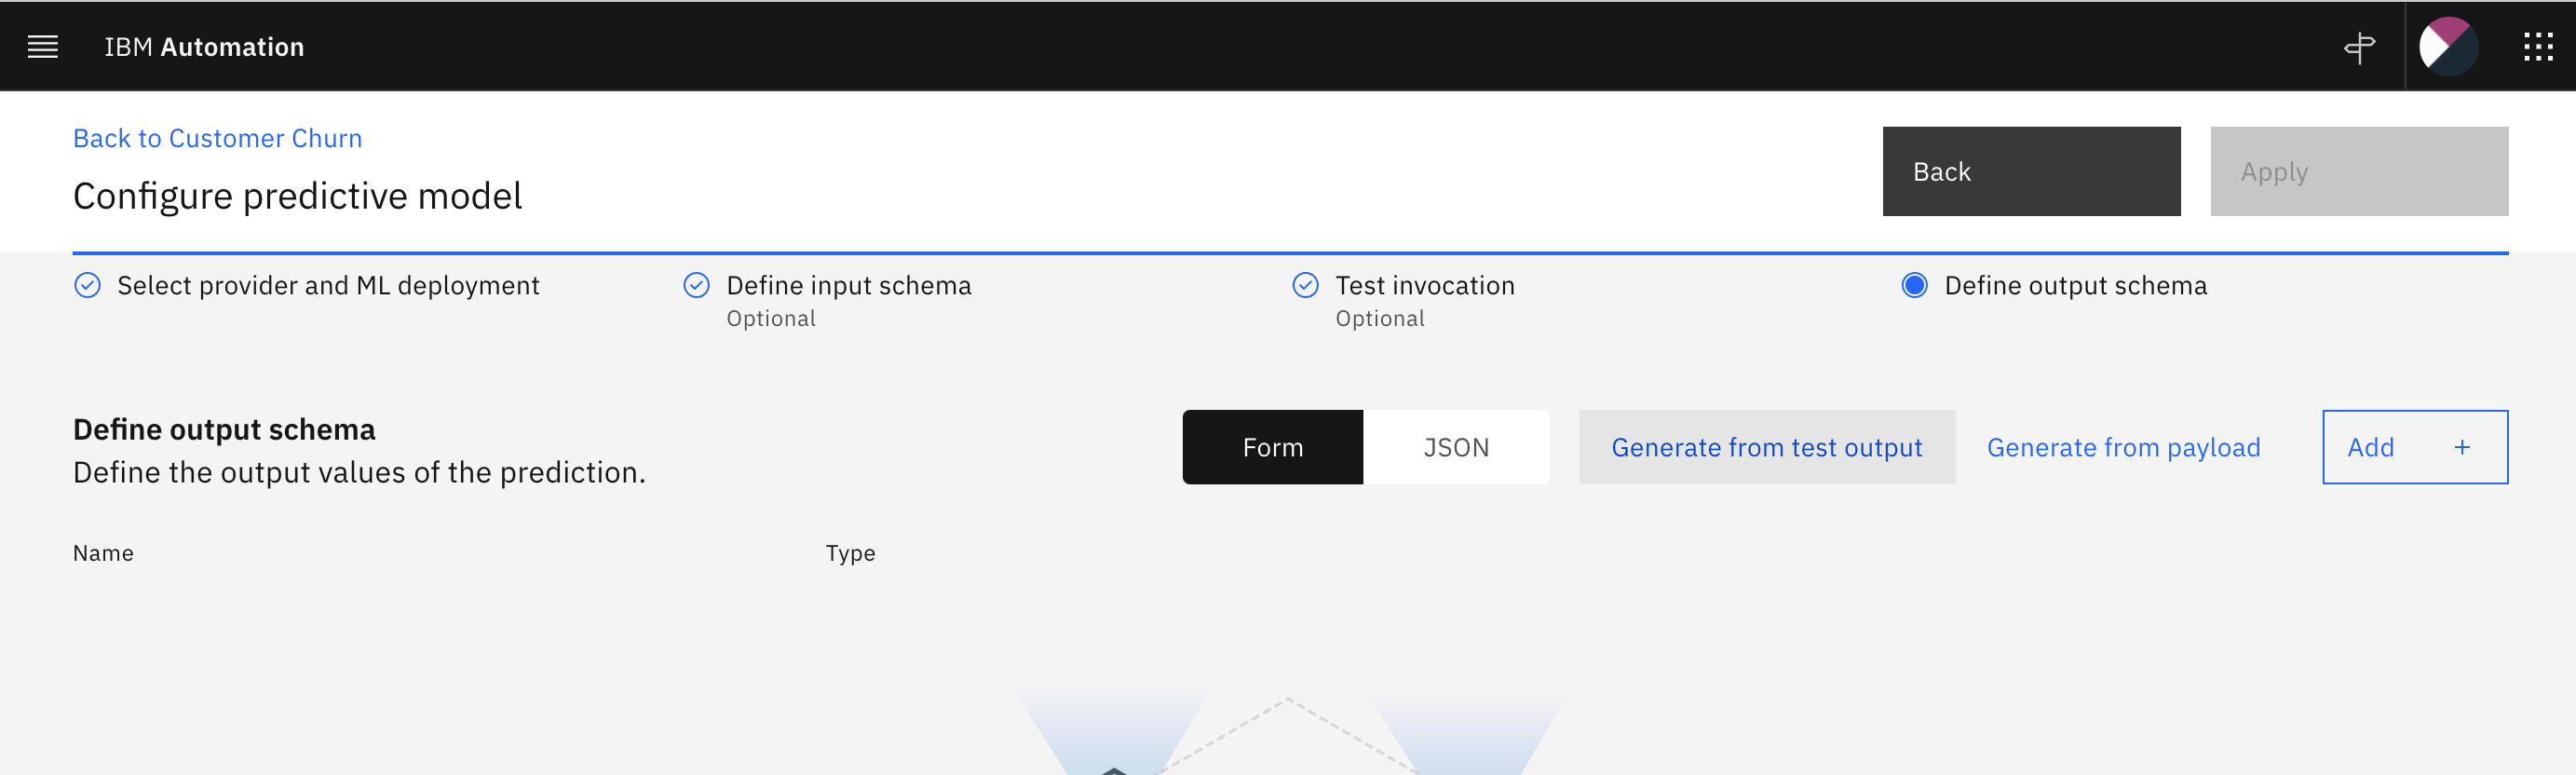 IBM Automation
Back to Customer Churn
Configure predictive model
Back
Apply
Select provider and ML deployment
Define input schema
Optional
Test invocation
Optional
Define output schema
Define output schema
Define the output values of the prediction.
Form
JSON
Generate from test output
Generate from payload
Add +
Name
Type